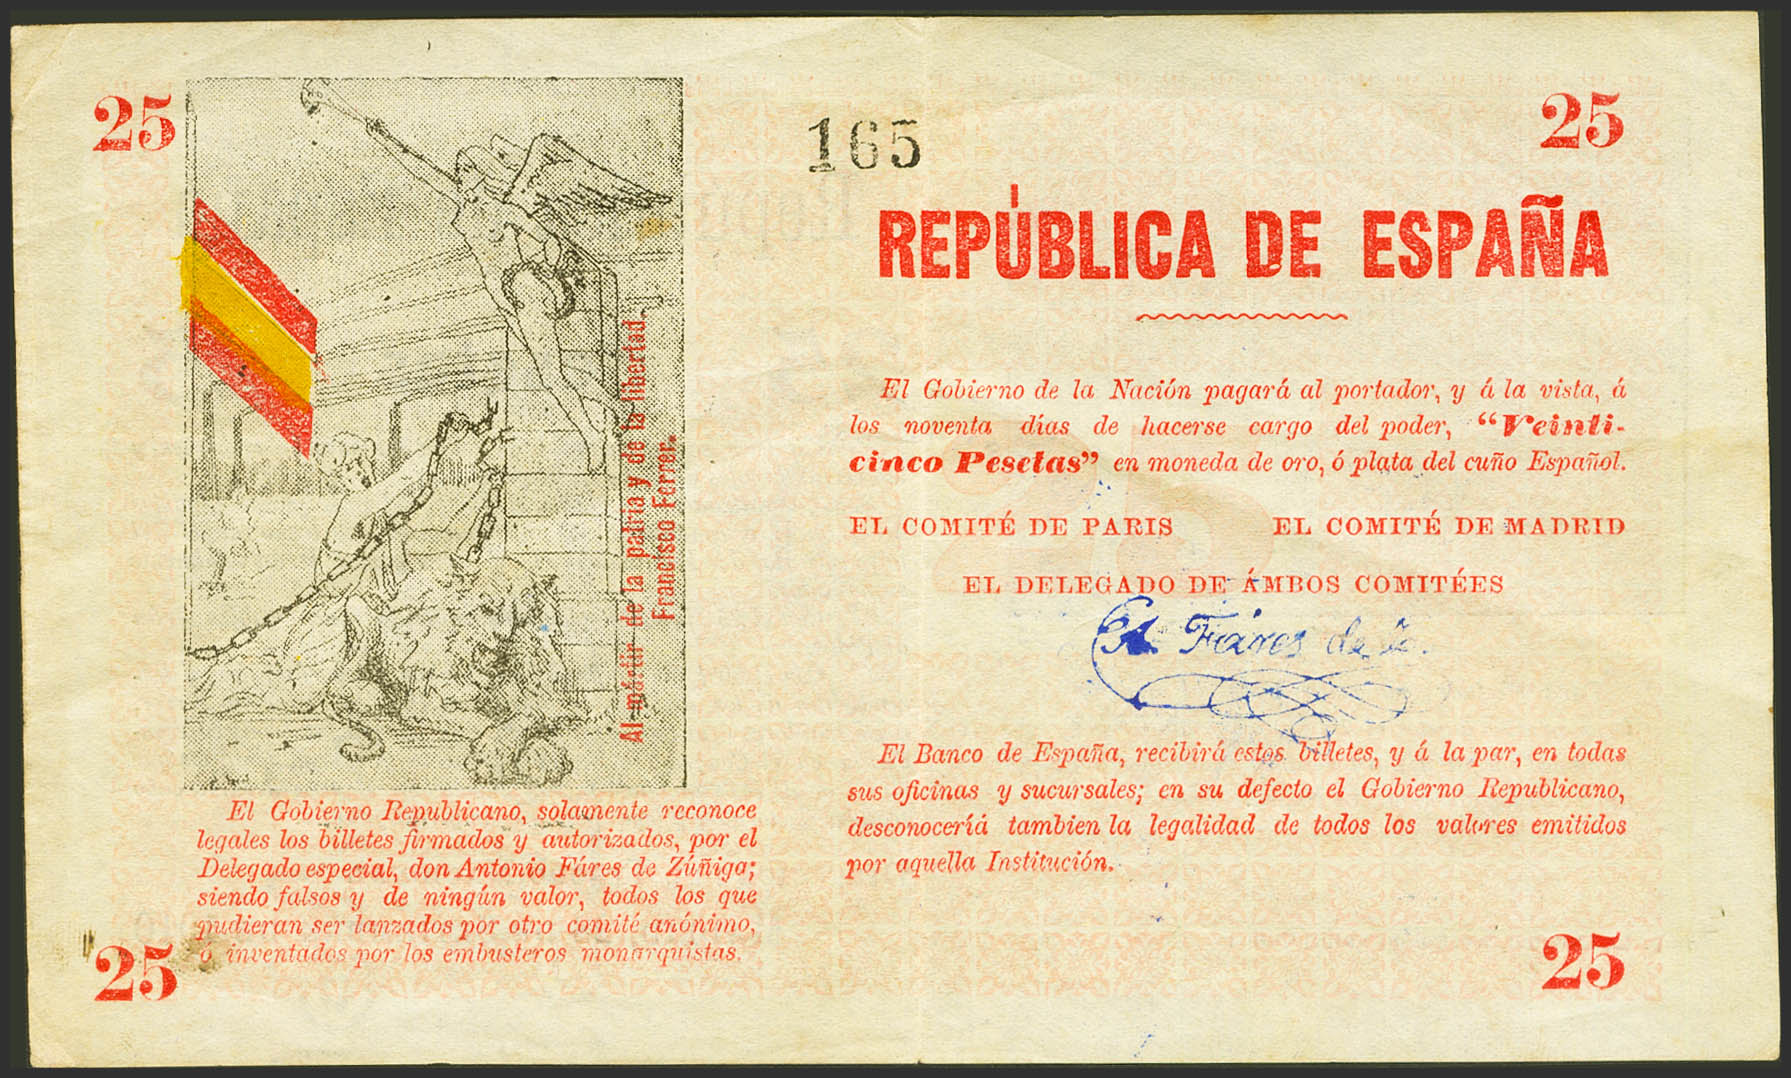 25
25
165
REPÚBLICA DE ESPAÑA
El Gobierno de la Nación pagará al portador, y á la vista, á
los noventa días de hacerse cargo del poder, “Veinti-
cinco Pesetas” en moneda de oro, ó plata del cuño Español.
EL COMITÉ DE PARIS EL COMITÉ DE MADRID
EL DELEGADO DE ÁMBOS COMITÉES
A. Fáres de Z.
El Banco de España, recibirá estos billetes, y á la par, en todas
sus oficinas y sucursales; en su defecto el Gobierno Republicano,
desconoceríá tambien la legalidad de todos los valores emitidos
por aquella Institución.
Al mártir de la patria y de la libertad.
Francisco Ferrer.
El Gobierno Republicano, solamente reconoce
legales los billetes firmados y autorizados, por el
Delegado especial, don Antonio Fáres de Zúñiga;
siendo falsos y de ningún valor, todos los que
pudieran ser lanzados por otro comité anónimo,
ó inventados por los embusteros monarquistas.
25
25